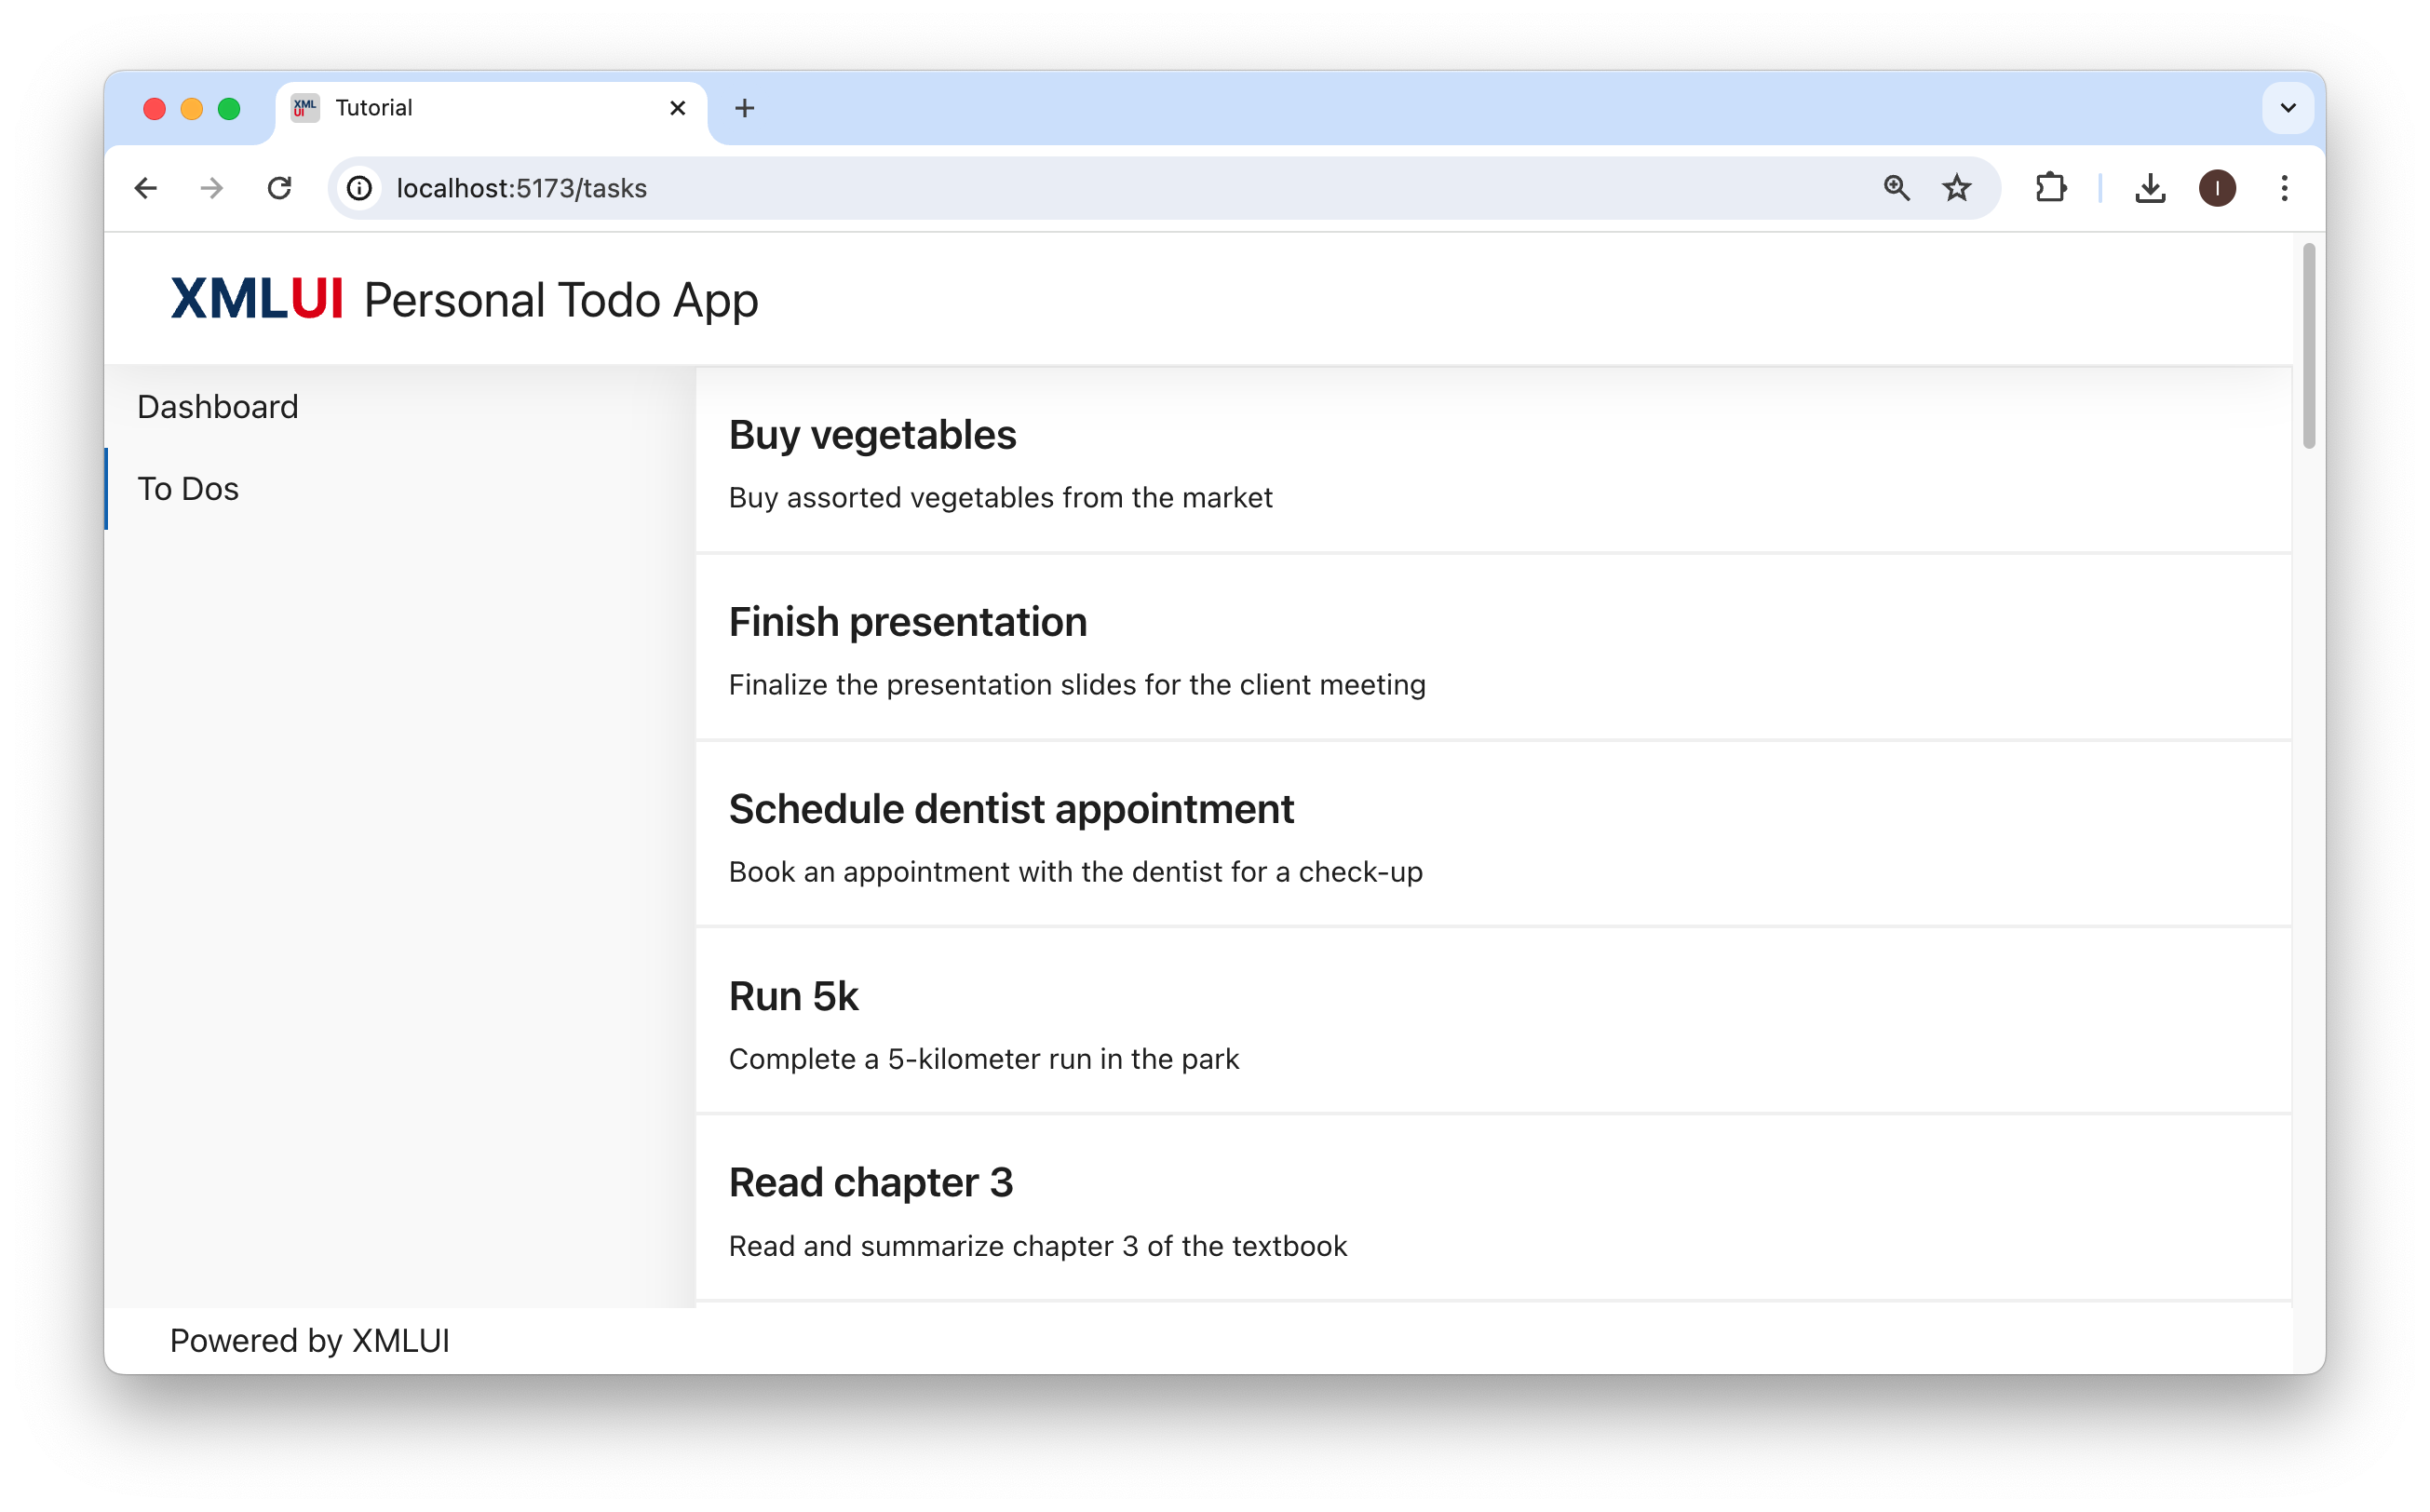 XML
UI
Tutorial
localhost:5173/tasks
I
XMLUI Personal Todo App
Dashboard
To Dos
Buy vegetables
Buy assorted vegetables from the market
Finish presentation
Finalize the presentation slides for the client meeting
Schedule dentist appointment
Book an appointment with the dentist for a check-up
Run 5k
Complete a 5-kilometer run in the park
Read chapter 3
Read and summarize chapter 3 of the textbook
Powered by XMLUI